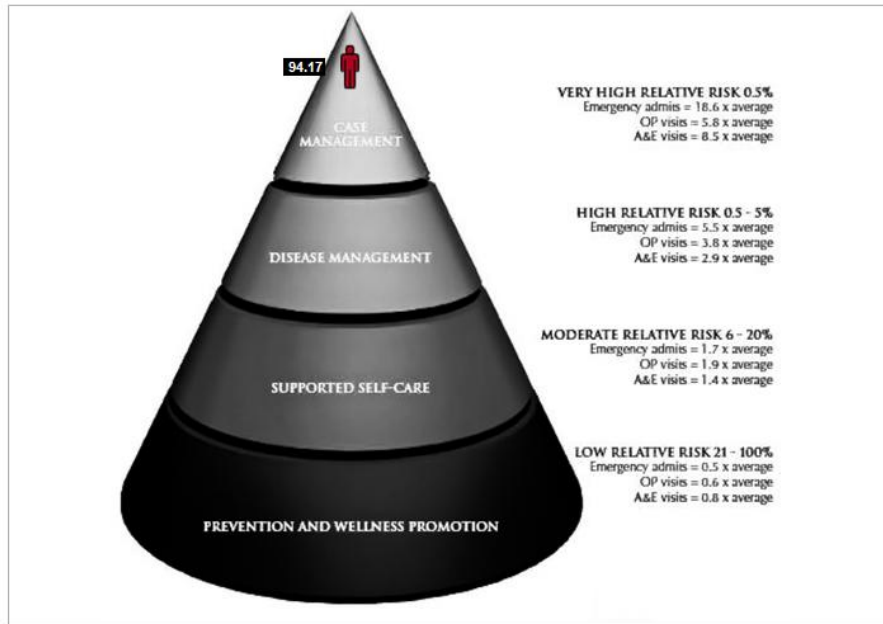 94.17
CASE
MANAGEMENT
VERY HIGH RELATIVE RISK 0.5%
Emergency admits = 18.6 x average
OP visits = 5.8 x average
A&E visits = 8.5 x average
DISEASE MANAGEMENT
HIGH RELATIVE RISK 0.5 - 5%
Emergency admits = 5.5 x average
OP visits = 3.8 x average
A&E visits = 2.9 x average
SUPPORTED SELF-CARE
MODERATE RELATIVE RISK 6 - 20%
Emergency admits = 1.7 x average
OP visits = 1.9 x average
A&E visits = 1.4 x average
PREVENTION AND WELLNESS PROMOTION
LOW RELATIVE RISK 21 - 100%
Emergency admits = 0.5 x average
OP visits = 0.6 x average
A&E visits = 0.8 x average